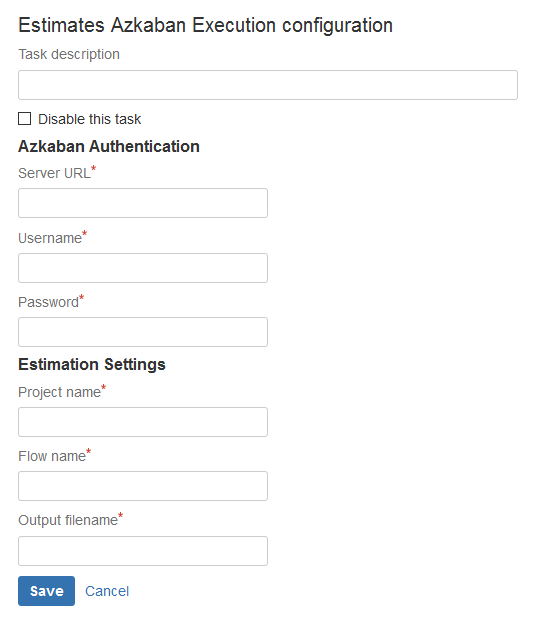 Estimates Azkaban Execution configuration
Task description
Disable this task
Azkaban Authentication
Server URL*
Username*
Password*
Estimation Settings
Project name*
Flow name*
Output filename*
Save Cancel